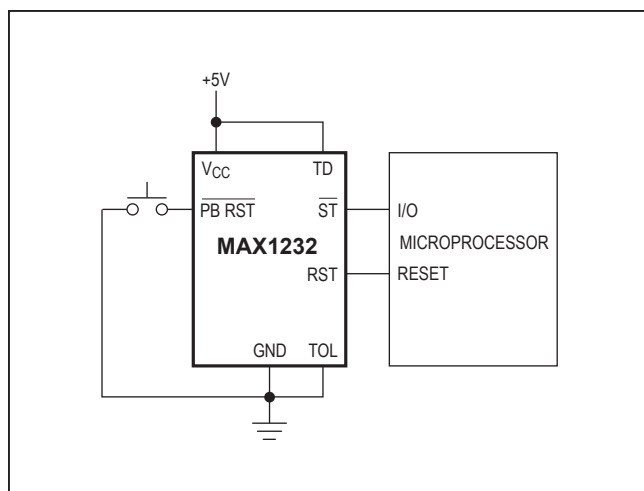 +5V
VCC TD
PB RST ST I/O
MICROPROCESSOR
MAX1232
RST RESET
GND TOL